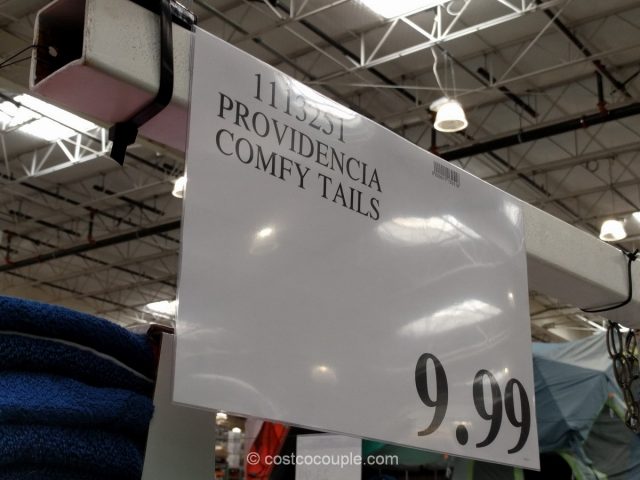 1113251
PROVIDENCIA
COMFY TAILS
9.99
© costcocouple.com